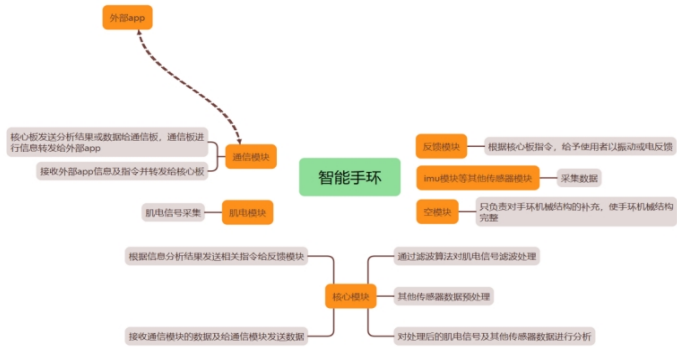 外部app
核心板发送分析结果或数据给通信板，通信板进
行信息转发给外部app
接收外部app信息及指令并转发给核心板
通信模块
肌电信号采集
肌电模块
智能手环
反馈模块
根据核心板指令，给予使用者以振动或电反馈
imu模块等其他传感器模块
采集数据
空模块
只负责对手环机械结构的补充，使手环机械结构
完整
根据信息分析结果发送相关指令给反馈模块
接收通信模块的数据及给通信模块发送数据
核心模块
通过滤波算法对肌电信号滤波处理
其他传感器数据预处理
对处理后的肌电信号及其他传感器数据进行分析